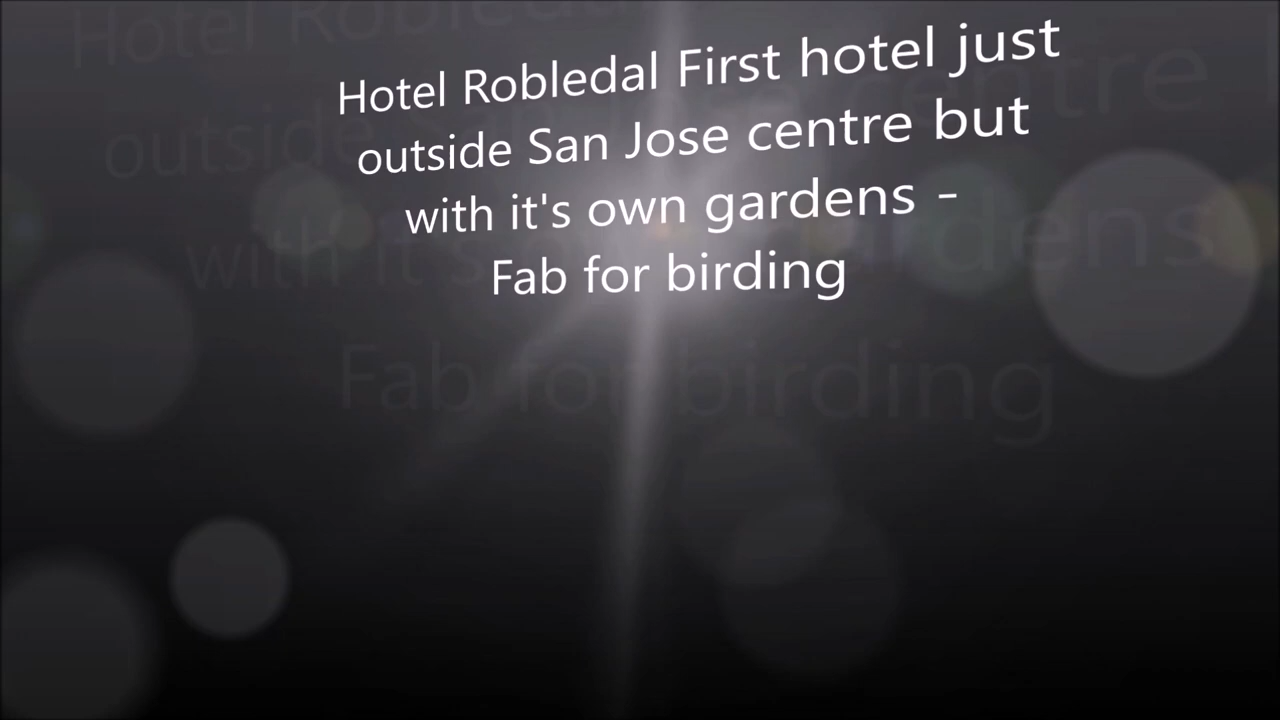 Hotel Robledal First hotel just
outside San Jose centre but
with it's own gardens -
Fab for birding